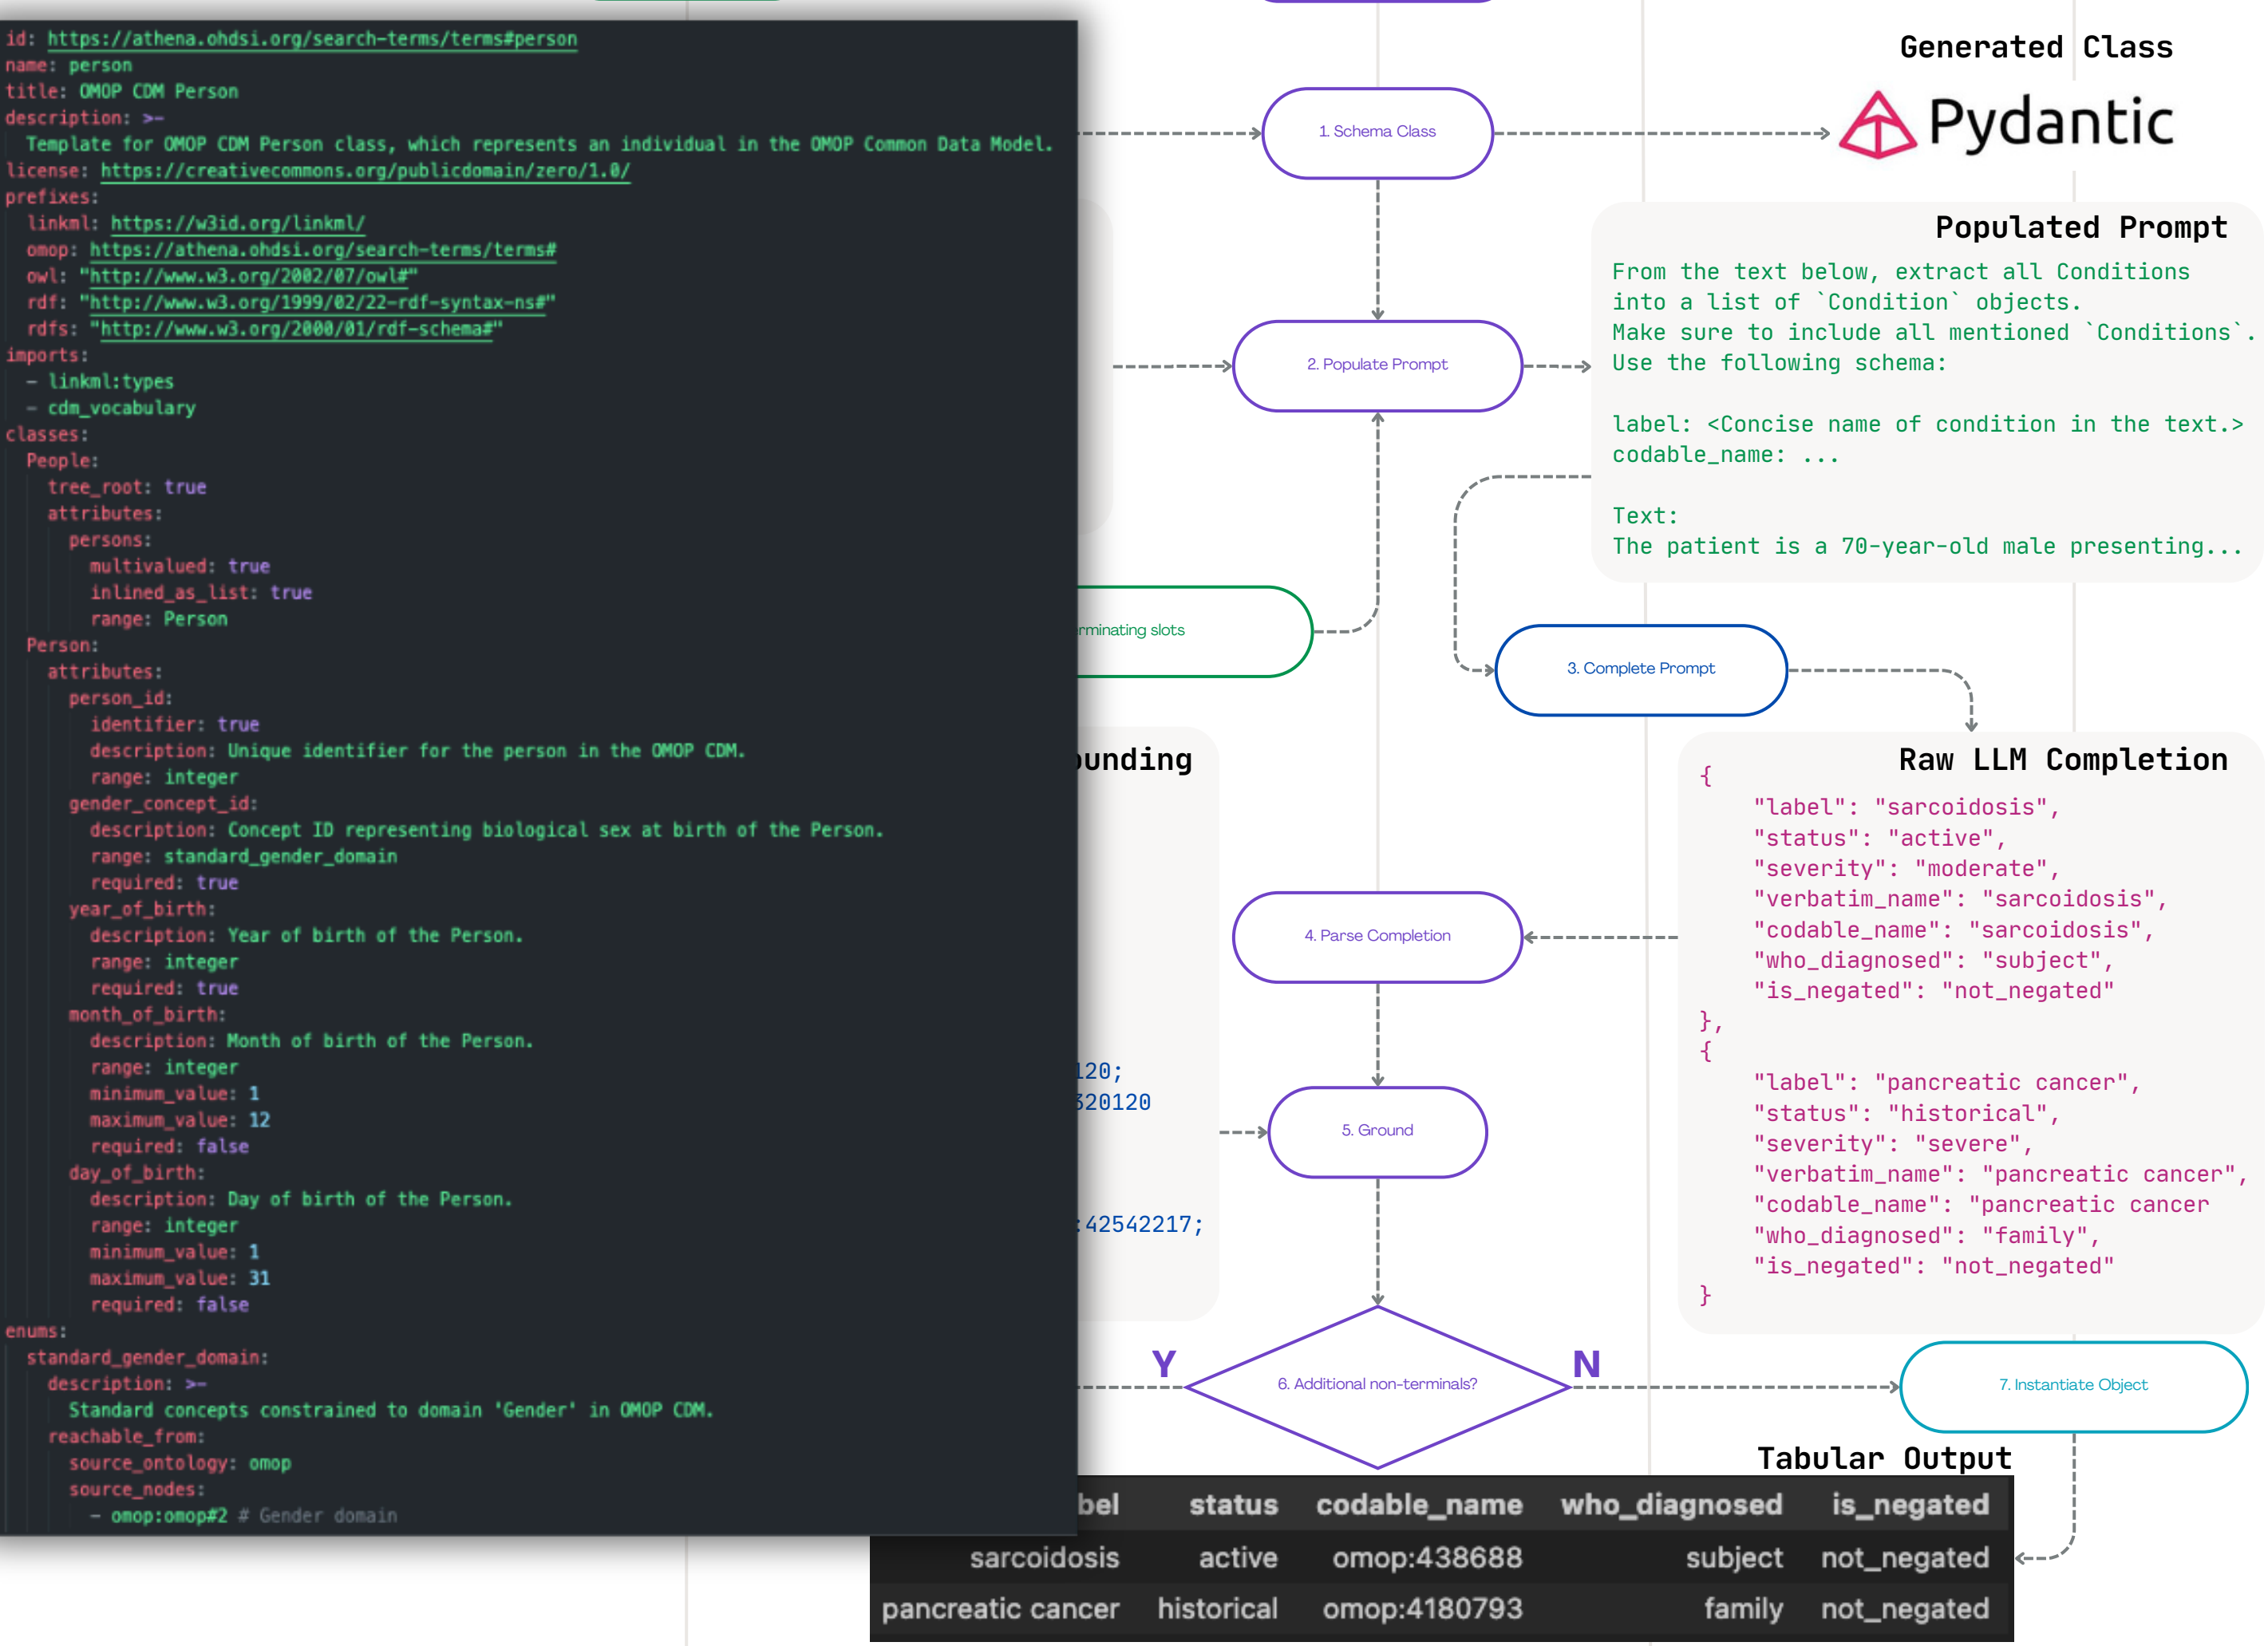 id: https://athena.ohdsi.org/search-terms/terms#person
name: person
title: OMOP CDM Person
description: >-
Template for OMOP CDM Person class, which represents an individual in the OMOP Common Data Model.
license: https://creativecommons.org/publicdomain/zero/1.0/
prefixes:
linkml: https://w3id.org/linkml/
omop: https://athena.ohdsi.org/search-terms/terms#
owl: "http://www.w3.org/2002/07/owl#"
rdf: "http://www.w3.org/1999/02/22-rdf-syntax-ns#"
rdfs: "http://www.w3.org/2000/01/rdf-schema#"
imports:
- linkml:types
- cdm_vocabulary
classes:
People:
tree_root: true
attributes:
persons:
multivalued: true
inlined_as_list: true
range: Person
Person:
attributes:
person_id:
identifier: true
description: Unique identifier for the person in the OMOP CDM.
range: integer
gender_concept_id:
description: Concept ID representing biological sex at birth of the Person.
range: standard_gender_domain
required: true
year_of_birth:
description: Year of birth of the Person.
range: integer
required: true
month_of_birth:
description: Month of birth of the Person.
range: integer
minimum_value: 1
maximum_value: 12
required: false
day_of_birth:
description: Day of birth of the Person.
range: integer
minimum_value: 1
maximum_value: 31
required: false
enums:
standard_gender_domain:
description: >-
Standard concepts constrained to domain 'Gender' in OMOP CDM.
reachable_from:
source_ontology: omop
source_nodes:
- omop:omop#2 # Gender domain
1. Schema Class
Generated Class
Pydantic
2. Populate Prompt
Populated Prompt
From the text below, extract all Conditions
into a list of `Condition` objects.
Make sure to include all mentioned `Conditions`.
Use the following schema:
label: <Concise name of condition in the text.>
codable_name: ...
Text:
The patient is a 70-year-old male presenting...
rminating slots
3. Complete Prompt
ounding
120;
320120
:42542217;
Raw LLM Completion
{
"label": "sarcoidosis",
"status": "active",
"severity": "moderate",
"verbatim_name": "sarcoidosis",
"codable_name": "sarcoidosis",
"who_diagnosed": "subject",
"is_negated": "not_negated"
},
{
"label": "pancreatic cancer",
"status": "historical",
"severity": "severe",
"verbatim_name": "pancreatic cancer",
"codable_name": "pancreatic cancer
"who_diagnosed": "family",
"is_negated": "not_negated"
}
4. Parse Completion
5. Ground
Y
6. Additional non-terminals?
N
7. Instantiate Object
Tabular Output
bel status codable_name who_diagnosed is_negated
sarcoidosis active omop:438688 subject not_negated
pancreatic cancer historical omop:4180793 family not_negated